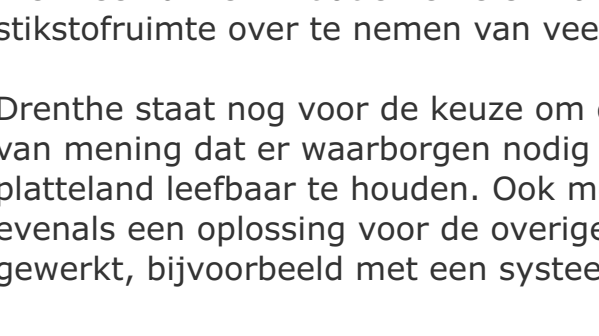 stikstofruimte over te nemen van vee
Drenthe staat nog voor de keuze om
van mening dat er waarborgen nodig
platteland leefbaar te houden. Ook m
evenals een oplossing voor de overige
gewerkt, bijvoorbeeld met een systee